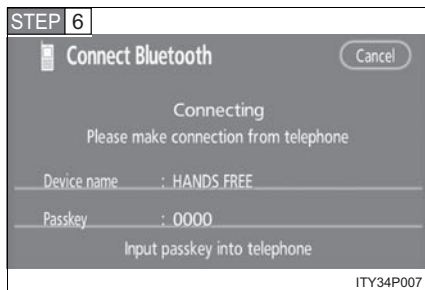 STEP 6
Connect Bluetooth
Cancel
Connecting
Please make connection from telephone
Device name : HANDS FREE
Passkey : 0000
Input passkey into telephone
ITY34P007